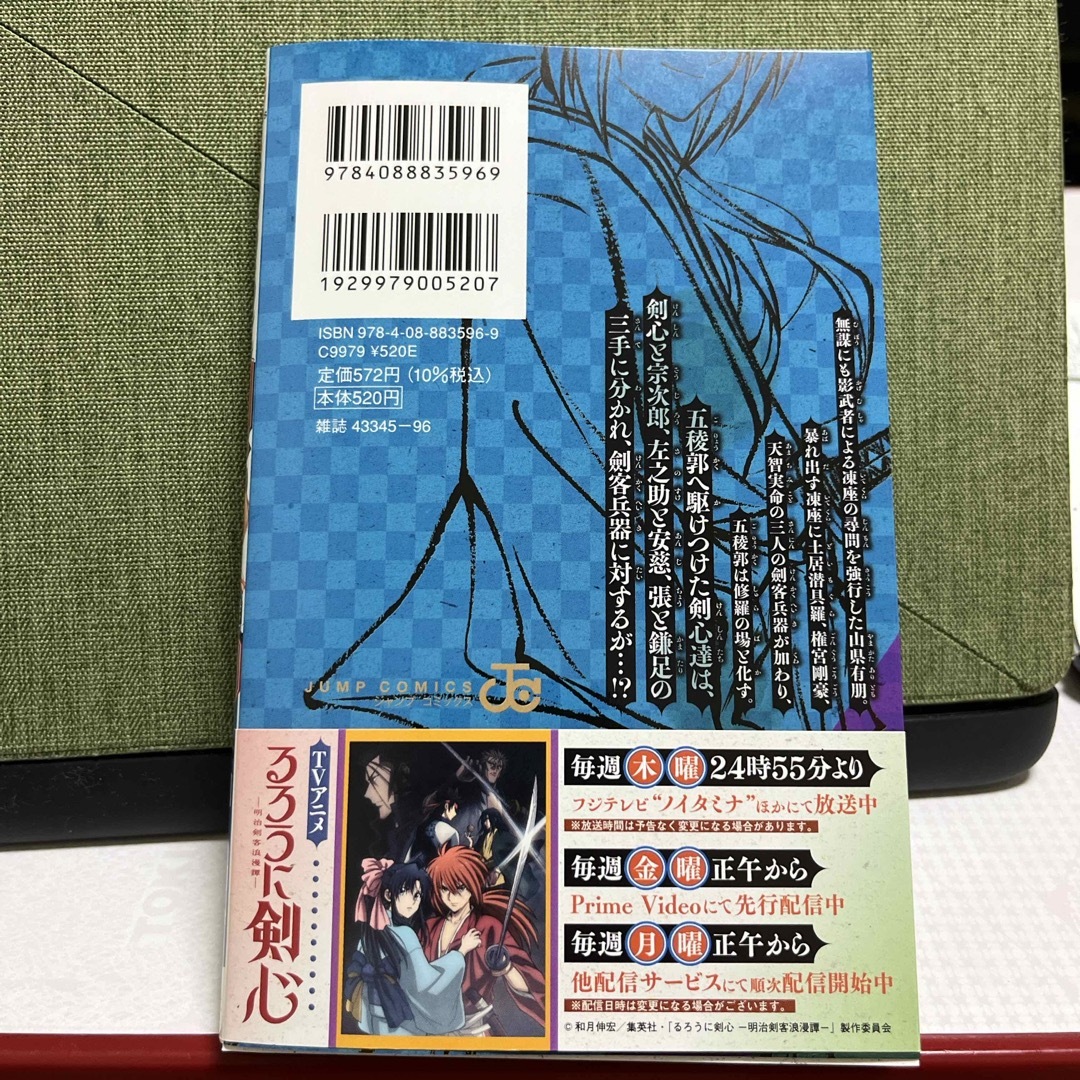 9784088835969
1929979005207
ISBN 978-4-08-883596-9
C9979 ¥520E
定価572円(10%税込)
本体520円
雑誌 43345-96
無謀にも影武者による凍座の尋問を強行した山県有朋。
暴れ出す凍座に土居潜具羅、権宮剛豪、
天智実命の三人の劍客兵器が加わり、
五稜郭は修羅の場と化す。
五稜郭へ駆けつけた剣心達は、
剣心と宗次郎、左之助と安慈、張と鎌足の
三手に分かれ、劍客兵器に対するが…!?
JUMP COMICS
ジャンプ・コミックス
TVアニメ
るろうに剣心
―明治剣客浪漫譚―
毎週木曜24時55分より
フジテレビ“ノイタミナ”ほかにて放送中
※放送時間は予告なく変更になる場合があります。
毎週金曜正午から
Prime Videoにて先行配信中
毎週月曜正午から
他配信サービスにて順次配信開始中
※配信日時は変更になる場合がございます。
© 和月伸宏/集英社・「るろうに剣心 ー明治剣客浪漫譚ー」製作委員会